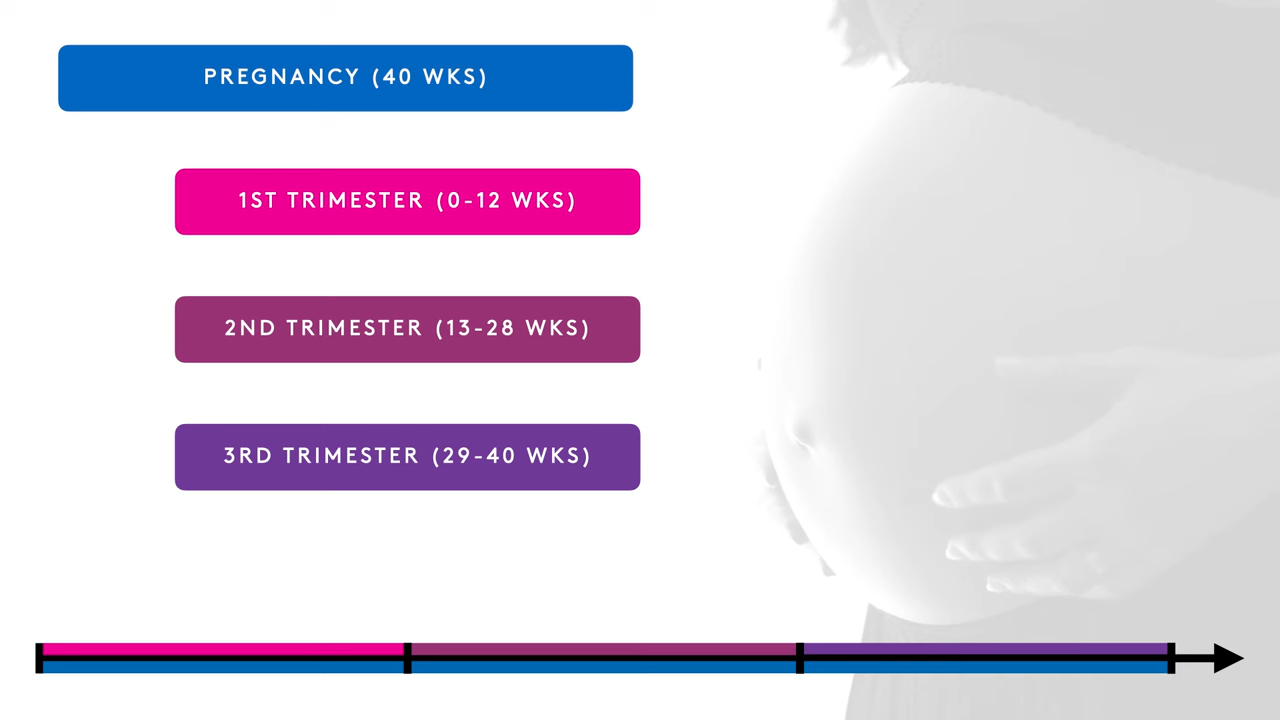 PREGNANCY (40 WKS)
1ST TRIMESTER (0-12 WKS)
2ND TRIMESTER (13-28 WKS)
3RD TRIMESTER (29-40 WKS)